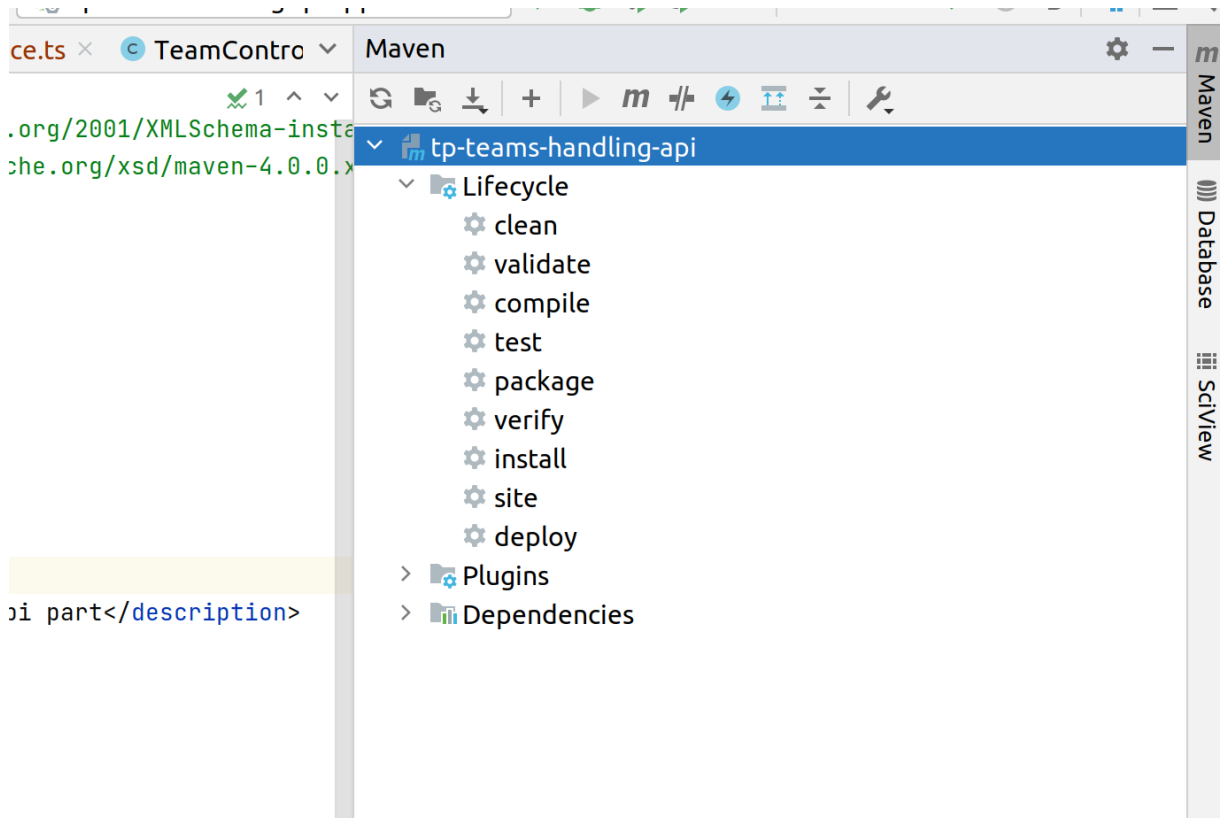 ce.ts
TeamContro
Maven
1
.org/2001/XMLSchema-insta
che.org/xsd/maven-4.0.0.x
tp-teams-handling-api
Lifecycle
clean
validate
compile
test
package
verify
install
site
deploy
Plugins
Dependencies
pi part</description>
Maven
Database
SciView